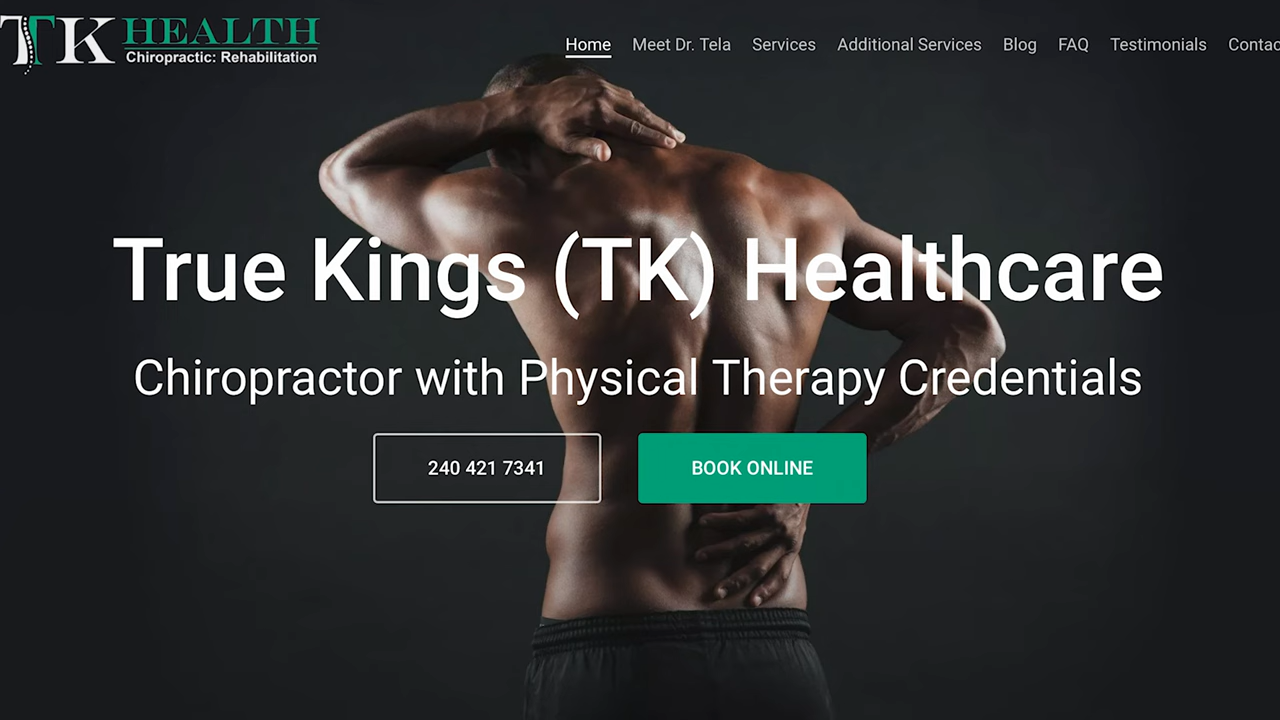 TK HEALTH
Chiropractic: Rehabilitation
Home Meet Dr. Tela Services Additional Services Blog FAQ Testimonials Contac
True Kings (TK) Healthcare
Chiropractor with Physical Therapy Credentials
240 421 7341 BOOK ONLINE